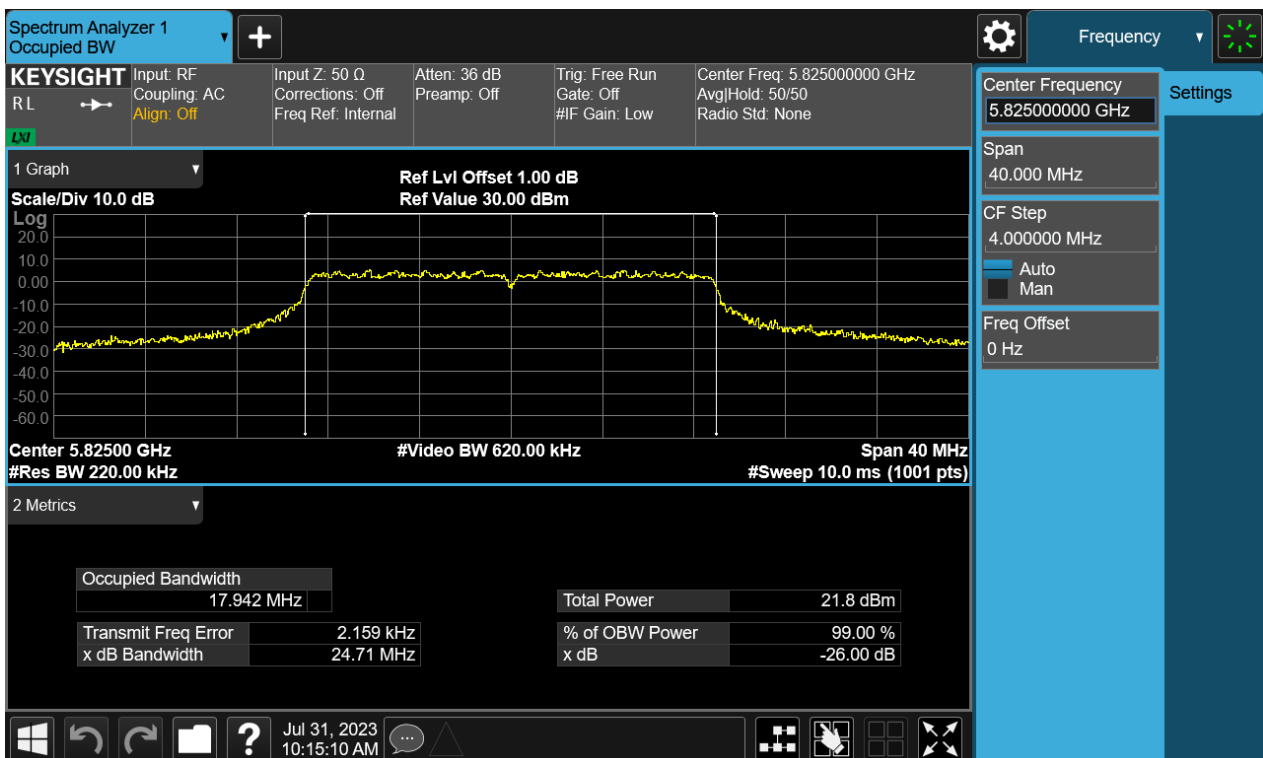 Spectrum Analyzer 1
Occupied BW
+
Frequency
KEYSIGHT
R L
LXI
Input: RF
Coupling: AC
Align: Off
Input Z: 50 Ω
Corrections: Off
Freq Ref: Internal
Atten: 36 dB
Preamp: Off
Trig: Free Run
Gate: Off
#IF Gain: Low
Center Freq: 5.825000000 GHz
Avg|Hold: 50/50
Radio Std: None
Center Frequency
5.825000000 GHz
Settings
Span
40.000 MHz
CF Step
4.000000 MHz
Auto
Man
Freq Offset
0 Hz
1 Graph
Scale/Div 10.0 dB
Ref Lvl Offset 1.00 dB
Ref Value 30.00 dBm
Log
20.0
10.0
0.00
-10.0
-20.0
-30.0
-40.0
-50.0
-60.0
Center 5.82500 GHz
#Video BW 620.00 kHz
Span 40 MHz
#Res BW 220.00 kHz
#Sweep 10.0 ms (1001 pts)
2 Metrics
Occupied Bandwidth
17.942 MHz
Total Power 21.8 dBm
Transmit Freq Error 2.159 kHz
% of OBW Power 99.00 %
x dB Bandwidth 24.71 MHz
x dB -26.00 dB
?
Jul 31, 2023
10:15:10 AM